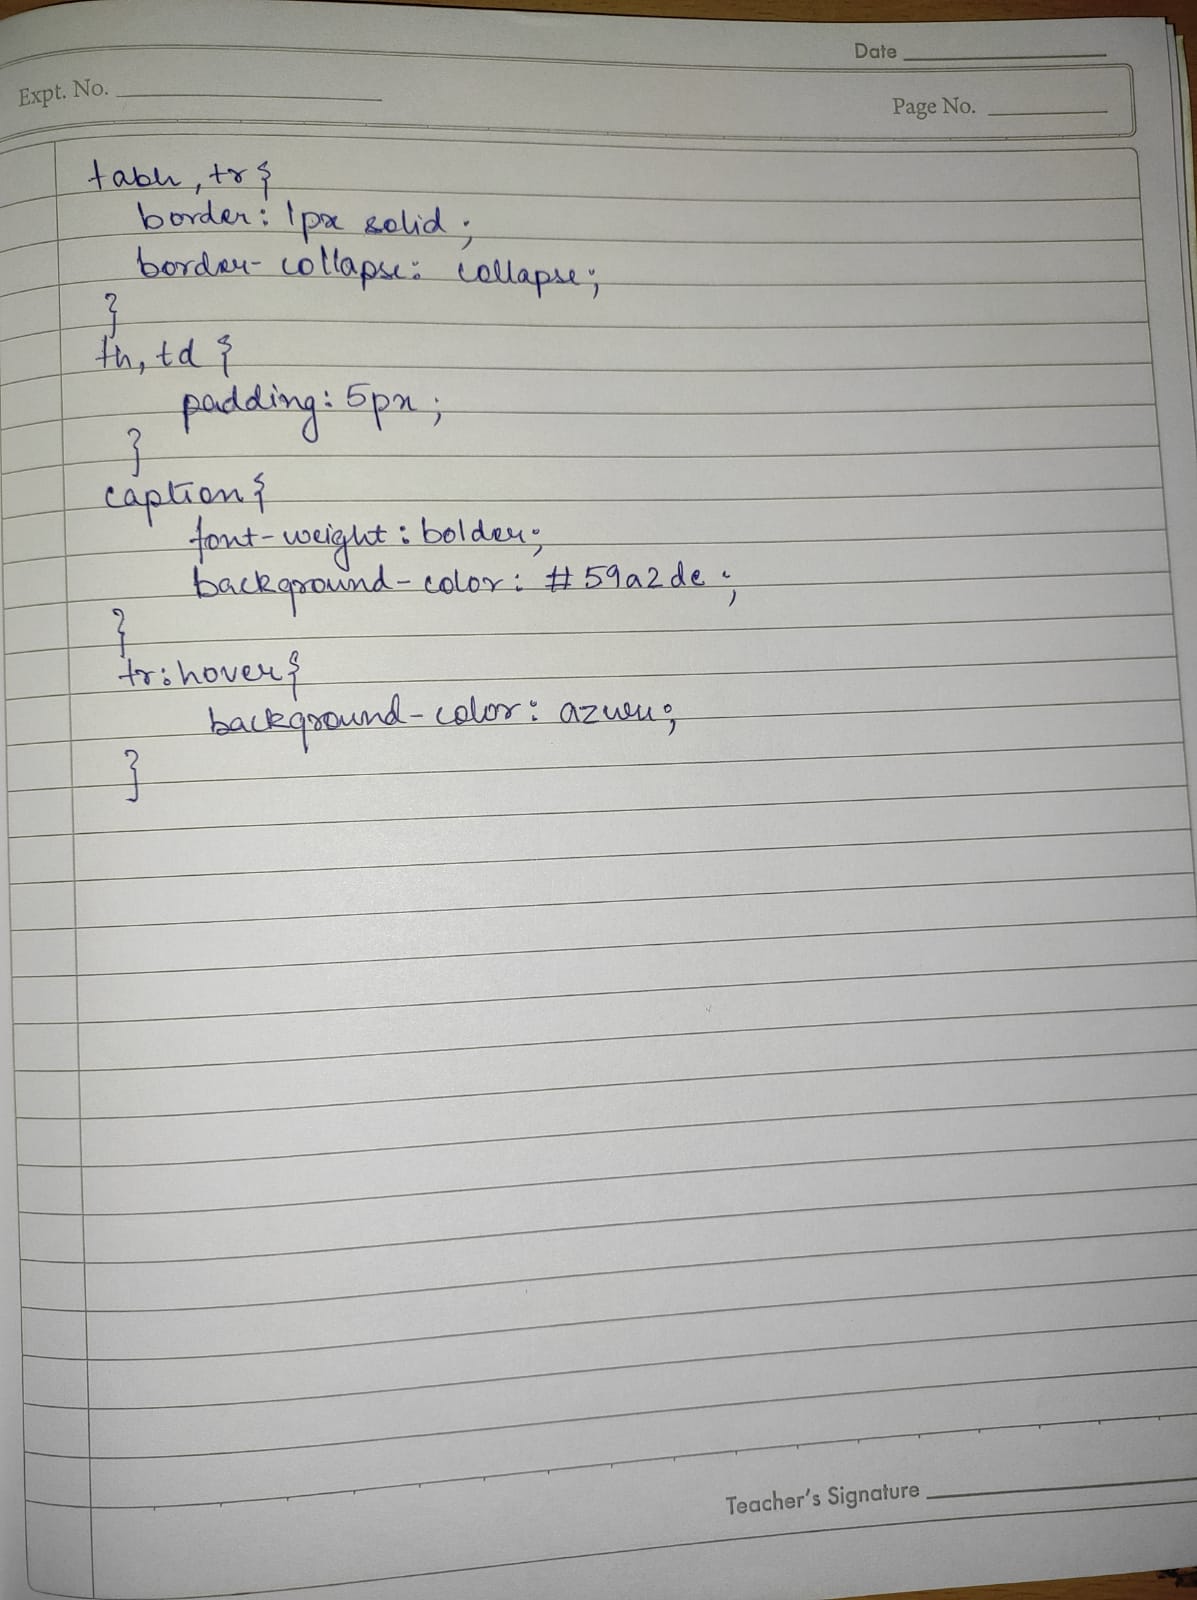 Date
Expt. No.
Page No.
table, tr {
border: 1px solid;
border-collapse: collapse;
}
th, td {
padding: 5px;
}
caption {
font-weight: bolder;
background-color: #59a2de;
}
tr:hover {
background-color: azure;
}
Teacher's Signature